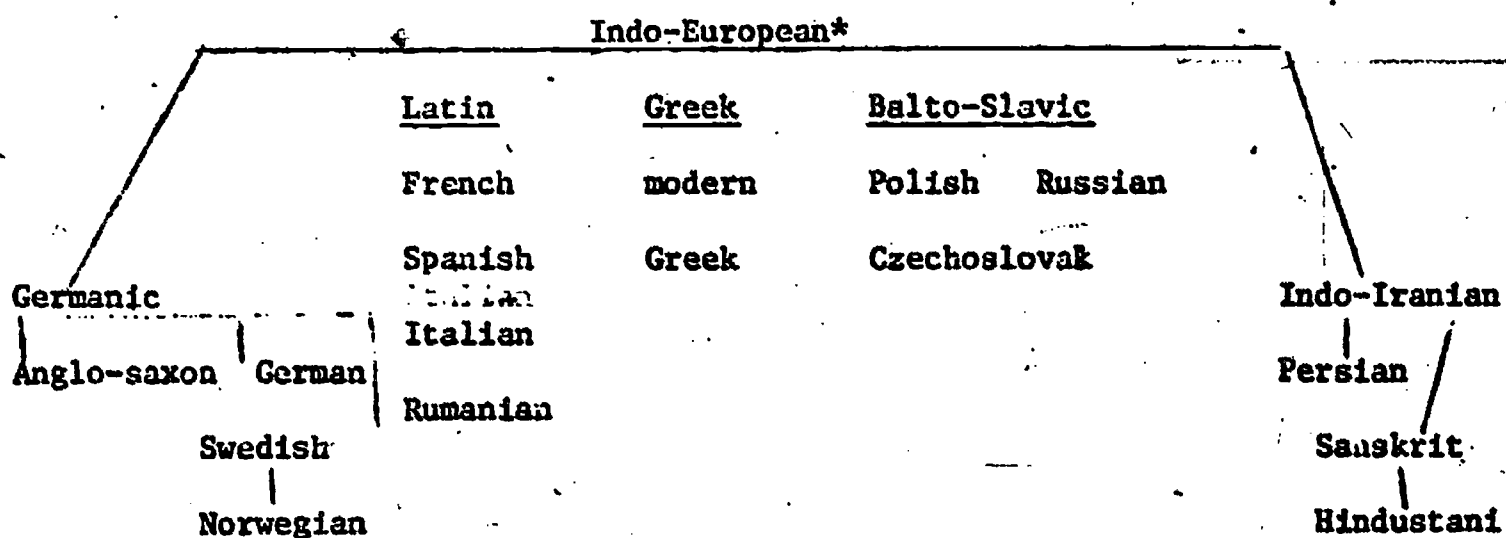 Indo-European*
Latin Greek Balto-Slavic
French modern Polish Russian
Spanish Greek Czechoslovak
Germanic Indo-Iranian
Italian
Anglo-saxon German Persian
Rumanian
Swedish Sanskrit
Norwegian Hindustani